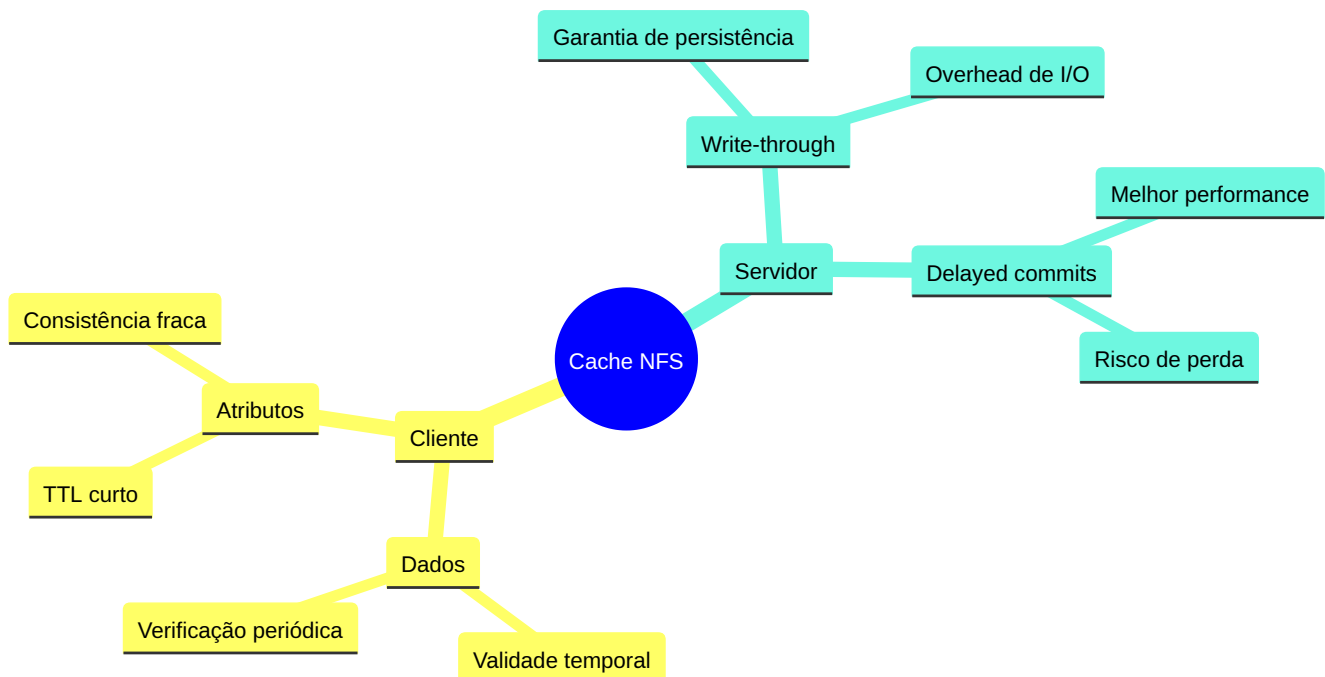 Garantia de persistência
Overhead de I/O
Write-through
Melhor performance
Servidor
Delayed commits
Consistência fraca
Cache NFS
Risco de perda
Atributos
Cliente
TTL curto
Dados
Verificação periódica
Validade temporal